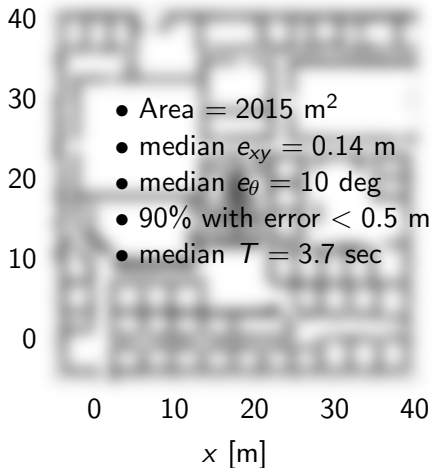 40
30
20
10
0
• Area = 2015 m²
• median eₓᵧ = 0.14 m
• median e_θ = 10 deg
• 90% with error < 0.5 m
• median T = 3.7 sec
0 10 20 30 40
x [m]